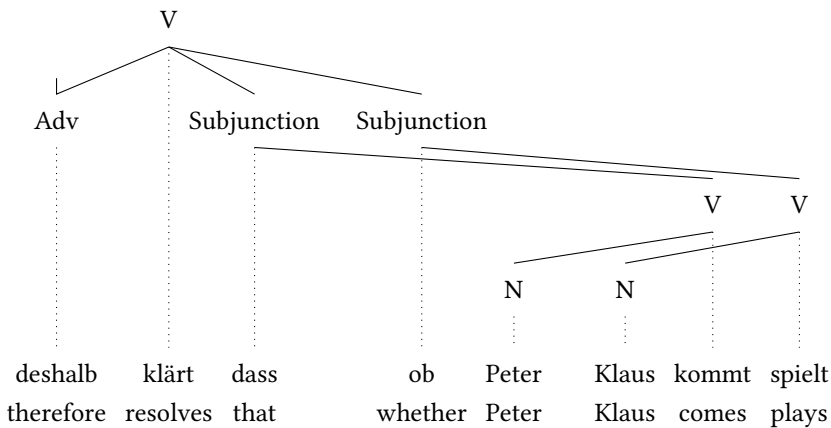 V
Adv Subjunction Subjunction
V V
N N
deshalb klärt dass ob Peter Klaus kommt spielt
therefore resolves that whether Peter Klaus comes plays